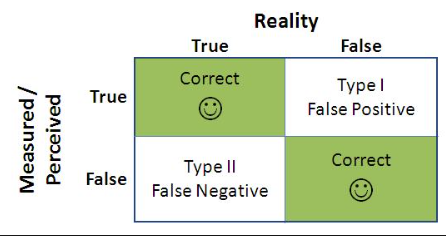 Reality
True False
Measured /
Perceived
True
Correct
Type I
False Positive
False
Type II
False Negative
Correct